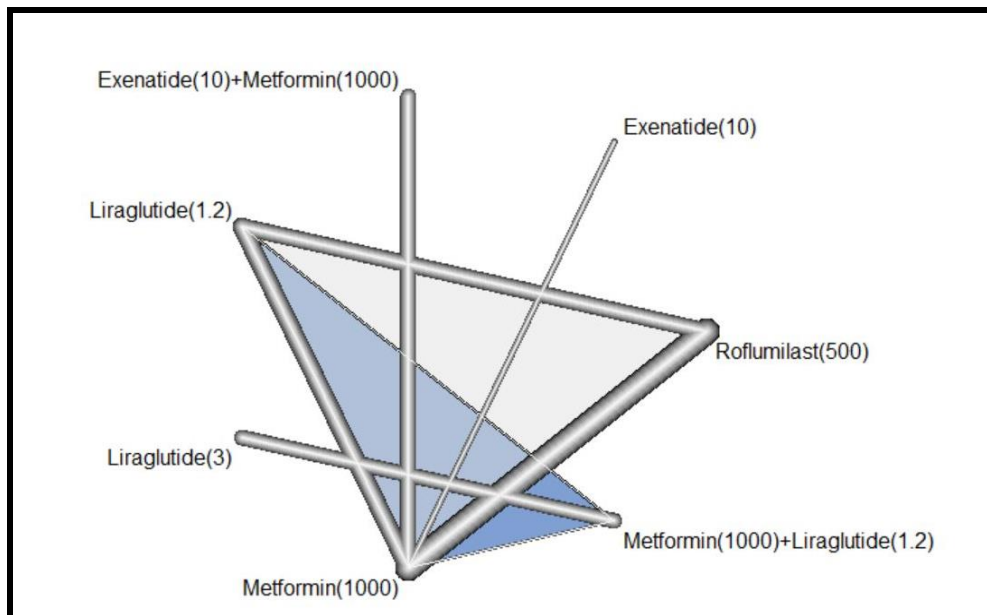 Exenatide(10)+Metformin(1000)
Exenatide(10)
Liraglutide(1.2)
Roflumilast(500)
Liraglutide(3)
Metformin(1000)+Liraglutide(1.2)
Metformin(1000)